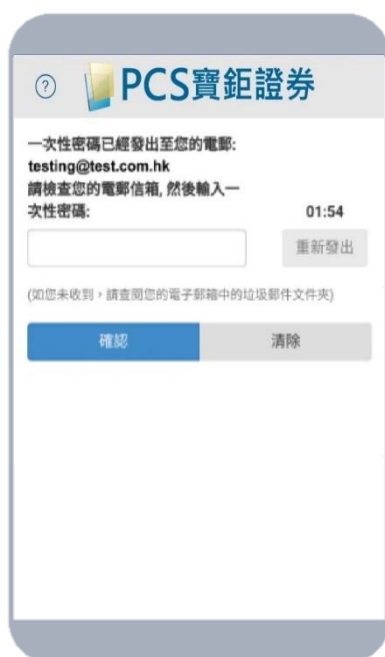 ? PCS寶鉅證券
一次性密碼已經發出至您的電郵:
testing@test.com.hk
請檢查您的電郵信箱, 然後輸入一
次性密碼: 01:54
重新發出
(如您未收到，請查閱您的電子郵箱中的垃圾郵件文件夾)
確認 清除